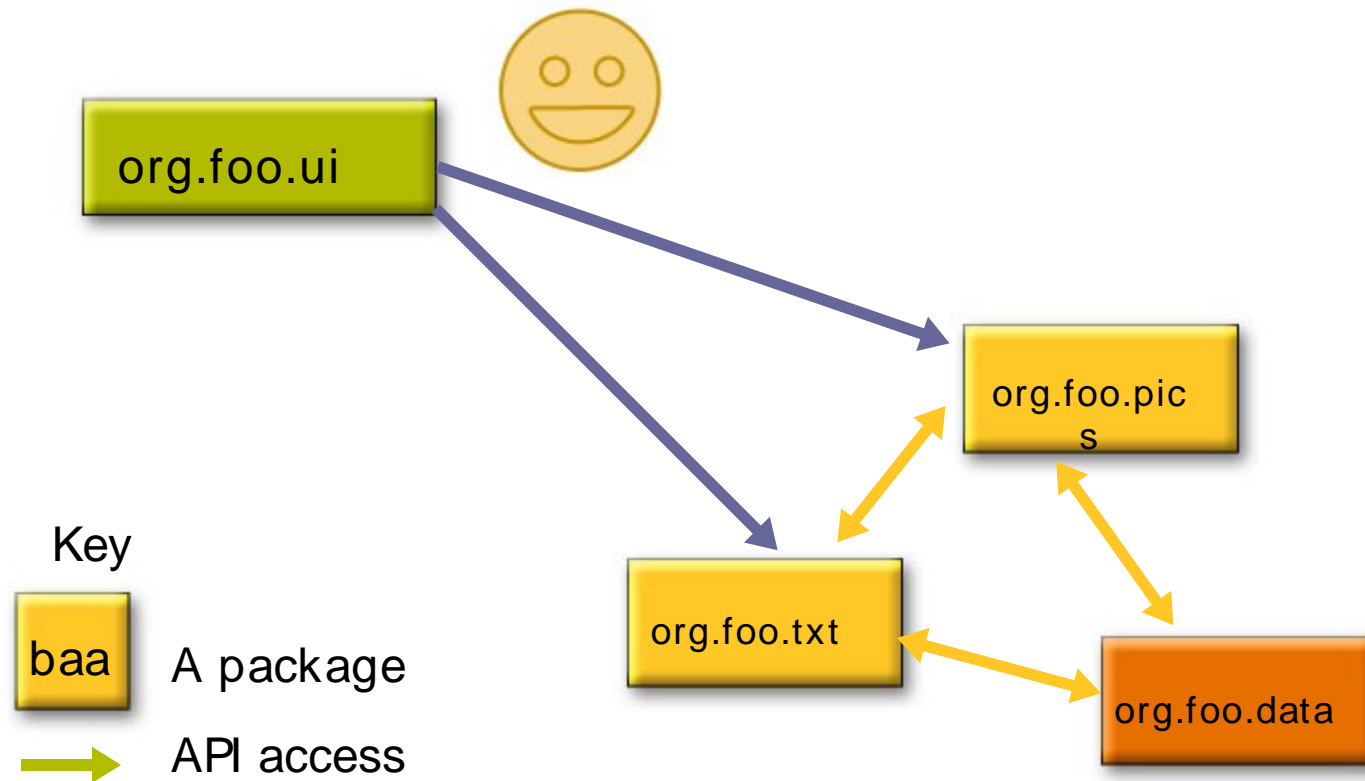 org.foo.ui
org.foo.pic
s
Key
org.foo.txt
baa
A package
org.foo.data
API access